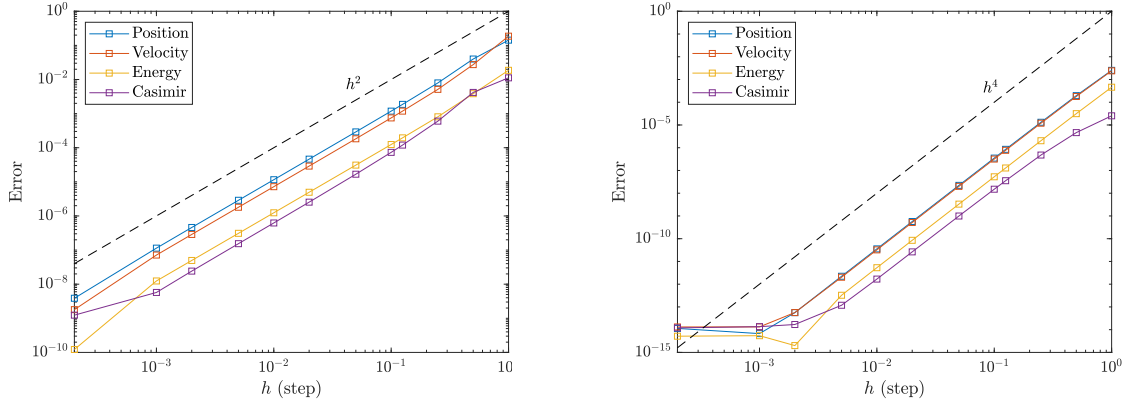 10^0
10^-2
10^-4
10^-6
10^-8
10^-10
Error
Position
Velocity
Energy
Casimir
h^2
10^-3
10^-2
10^-1
10^0
h (step)
10^0
10^-5
10^-10
10^-15
Error
Position
Velocity
Energy
Casimir
h^4
10^-3
10^-2
10^-1
10^0
h (step)